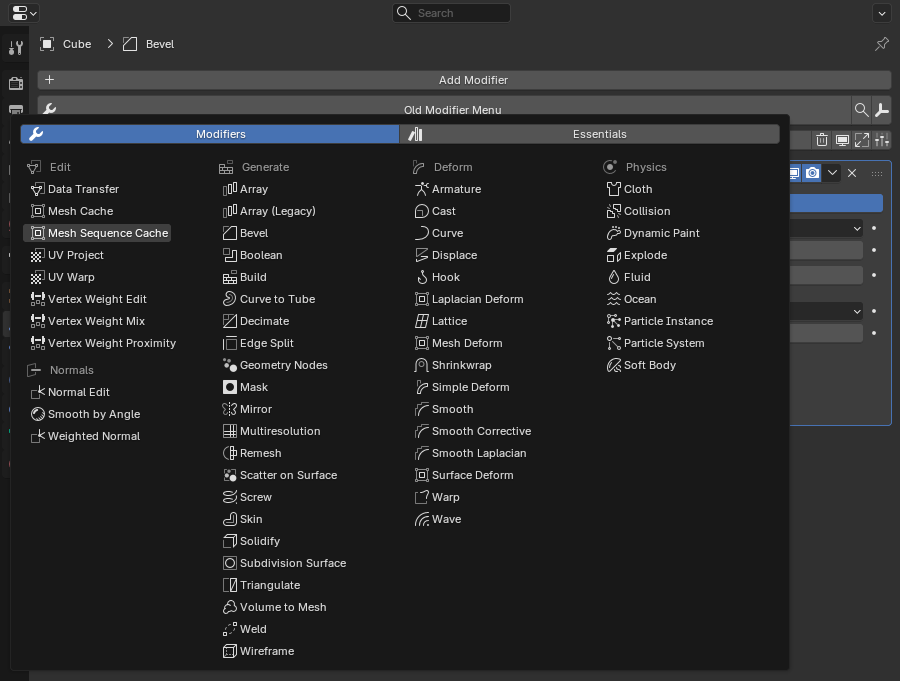 Search
Cube
Bevel
Add Modifier
Old Modifier Menu
Modifiers
Essentials
Edit
Data Transfer
Mesh Cache
Mesh Sequence Cache
UV Project
UV Warp
Vertex Weight Edit
Vertex Weight Mix
Vertex Weight Proximity
Normals
Normal Edit
Smooth by Angle
Weighted Normal
Generate
Array
Array (Legacy)
Bevel
Boolean
Build
Curve to Tube
Decimate
Edge Split
Geometry Nodes
Mask
Mirror
Multiresolution
Remesh
Scatter on Surface
Screw
Skin
Solidify
Subdivision Surface
Triangulate
Volume to Mesh
Weld
Wireframe
Deform
Armature
Cast
Curve
Displace
Hook
Laplacian Deform
Lattice
Mesh Deform
Shrinkwrap
Simple Deform
Smooth
Smooth Corrective
Smooth Laplacian
Surface Deform
Warp
Wave
Physics
Cloth
Collision
Dynamic Paint
Explode
Fluid
Ocean
Particle Instance
Particle System
Soft Body